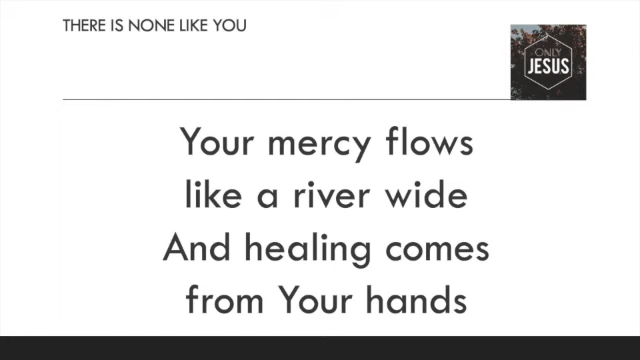 THERE IS NONE LIKE YOU
ONLY
JESUS
Your mercy flows
like a river wide
And healing comes
from Your hands